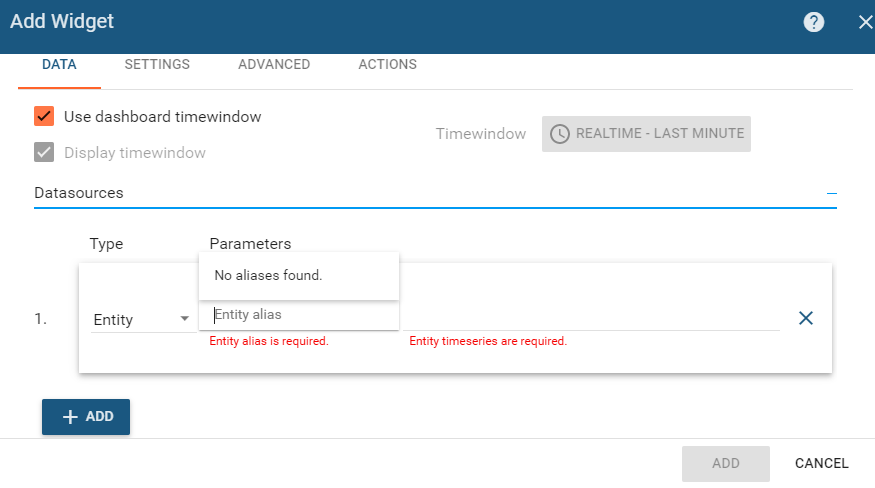 Add Widget
DATA SETTINGS ADVANCED ACTIONS
Use dashboard timewindow
Timewindow REALTIME - LAST MINUTE
Display timewindow
Datasources
Type Parameters
No aliases found.
1. Entity Entity alias
Entity alias is required. Entity timeseries are required.
+ ADD
ADD CANCEL